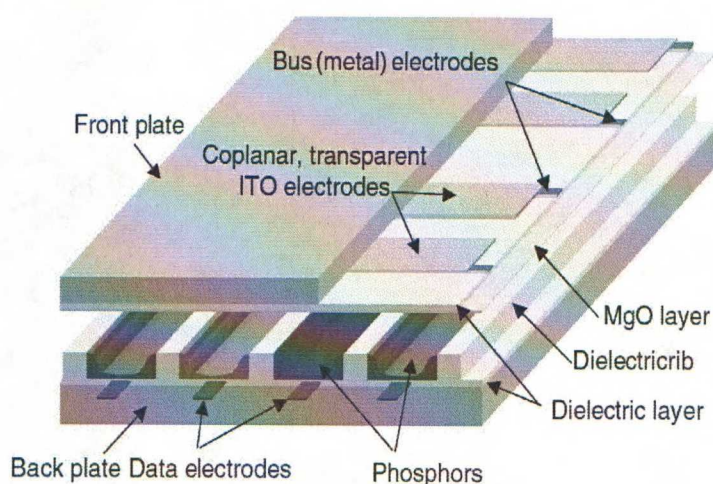 Bus (metal) electrodes
Front plate
Coplanar, transparent
ITO electrodes
MgO layer
Dielectricrib
Dielectric layer
Back plate Data electrodes
Phosphors